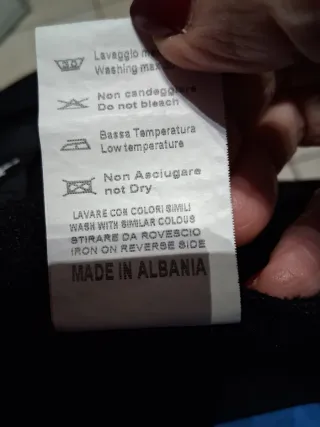 30
Lavaggio
Washing
Non candeggiare
Do not bleach
Bassa Temperatura
Low temperature
Non Asciugare
not Dry
LAVARE CON COLORI SIMILI
WASH WITH SIMILAR COLOUS
STIRARE DA ROVESCIO
IRON ON REVERSE SIDE
MADE IN ALBANIA